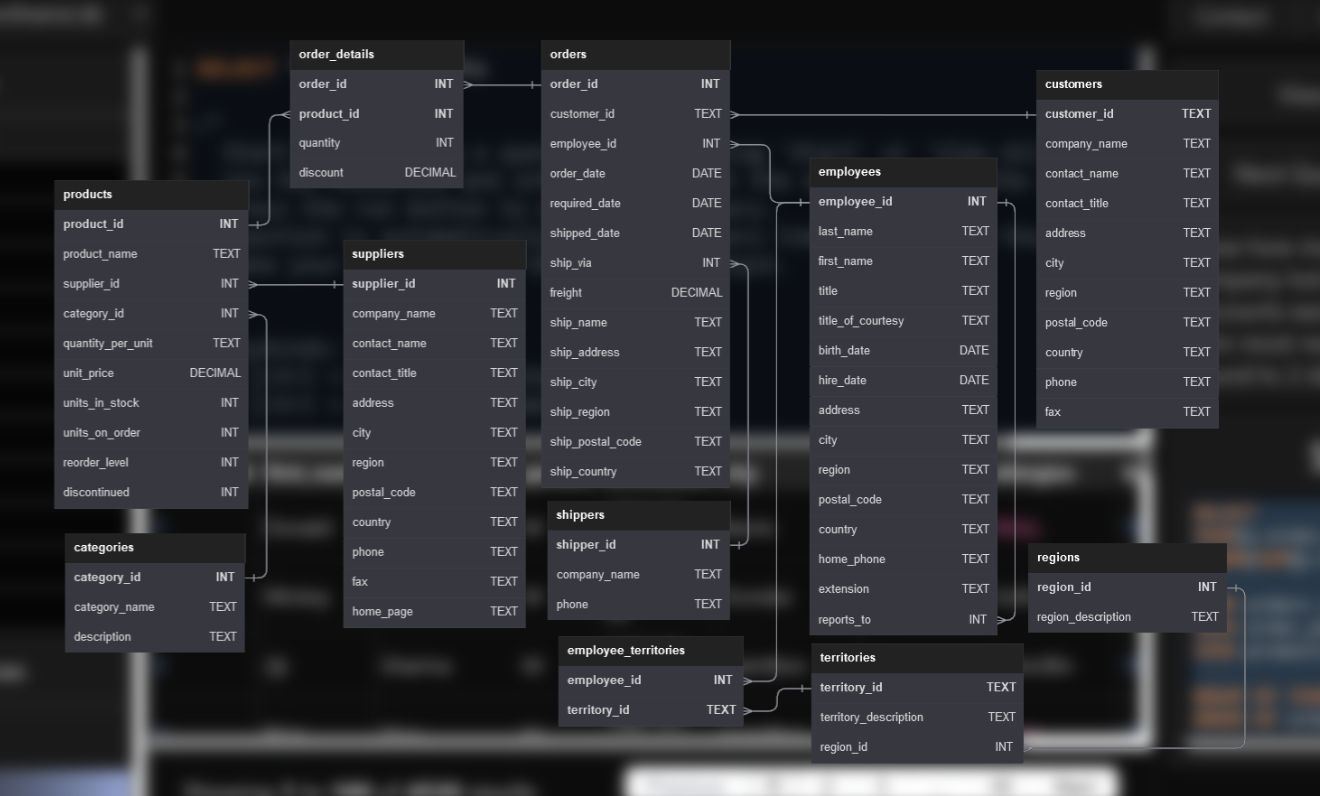 order_details
order_id INT
product_id INT
quantity INT
discount DECIMAL
orders
order_id INT
customer_id TEXT
employee_id INT
order_date DATE
required_date DATE
shipped_date DATE
ship_via INT
freight DECIMAL
ship_name TEXT
ship_address TEXT
ship_city TEXT
ship_region TEXT
ship_postal_code TEXT
ship_country TEXT
customers
customer_id TEXT
company_name TEXT
contact_name TEXT
contact_title TEXT
address TEXT
city TEXT
region TEXT
postal_code TEXT
country TEXT
phone TEXT
fax TEXT
products
product_id INT
product_name TEXT
supplier_id INT
category_id INT
quantity_per_unit TEXT
unit_price DECIMAL
units_in_stock INT
units_on_order INT
reorder_level INT
discontinued INT
suppliers
supplier_id INT
company_name TEXT
contact_name TEXT
contact_title TEXT
address TEXT
city TEXT
region TEXT
postal_code TEXT
country TEXT
phone TEXT
fax TEXT
home_page TEXT
employees
employee_id INT
last_name TEXT
first_name TEXT
title TEXT
title_of_courtesy TEXT
birth_date DATE
hire_date DATE
address TEXT
city TEXT
region TEXT
postal_code TEXT
country TEXT
home_phone TEXT
extension TEXT
reports_to INT
categories
category_id INT
category_name TEXT
description TEXT
shippers
shipper_id INT
company_name TEXT
phone TEXT
regions
region_id INT
region_description TEXT
employee_territories
employee_id INT
territory_id TEXT
territories
territory_id TEXT
territory_description TEXT
region_id INT